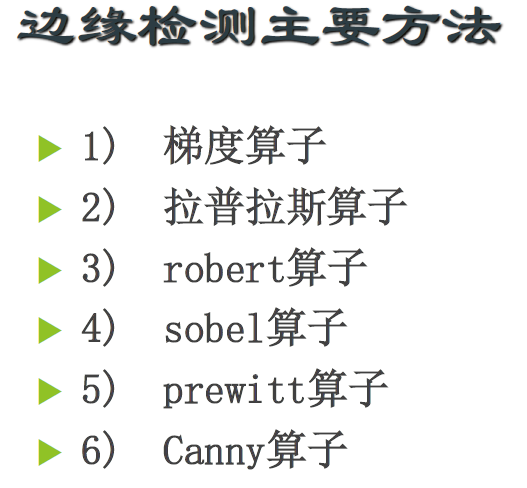 边缘检测主要方法
1) 梯度算子
2) 拉普拉斯算子
3) robert算子
4) sobel算子
5) prewitt算子
6) Canny算子